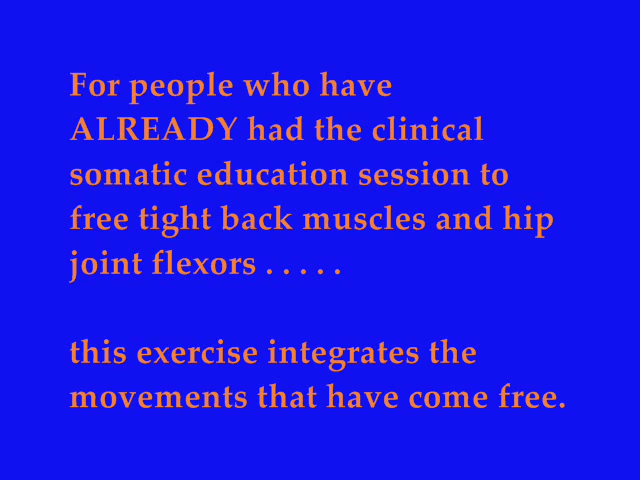 For people who have
ALREADY had the clinical
somatic education session to
free tight back muscles and hip
joint flexors . . . . .
this exercise integrates the
movements that have come free.